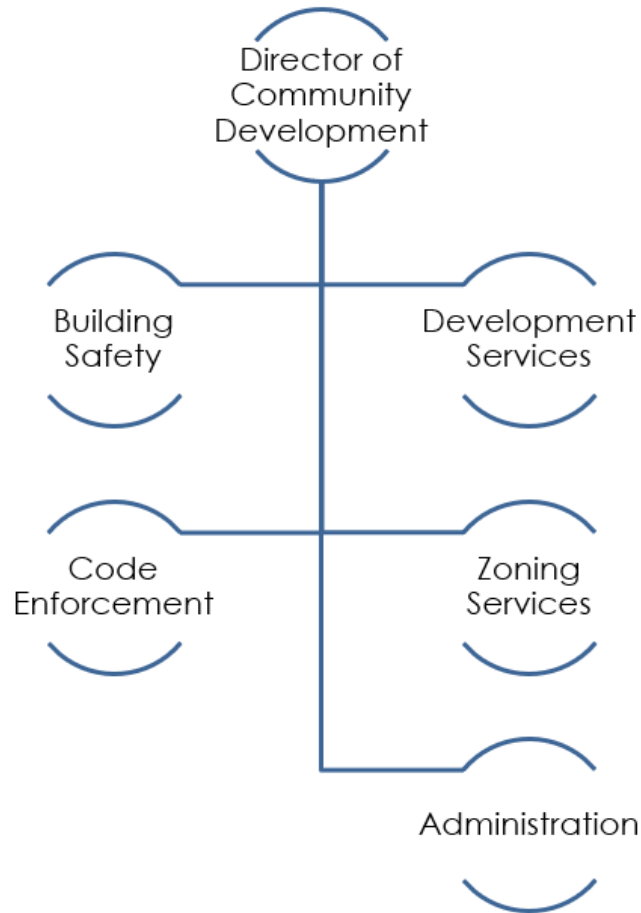 Director of
Community
Development
Building
Safety
Development
Services
Code
Enforcement
Zoning
Services
Administration